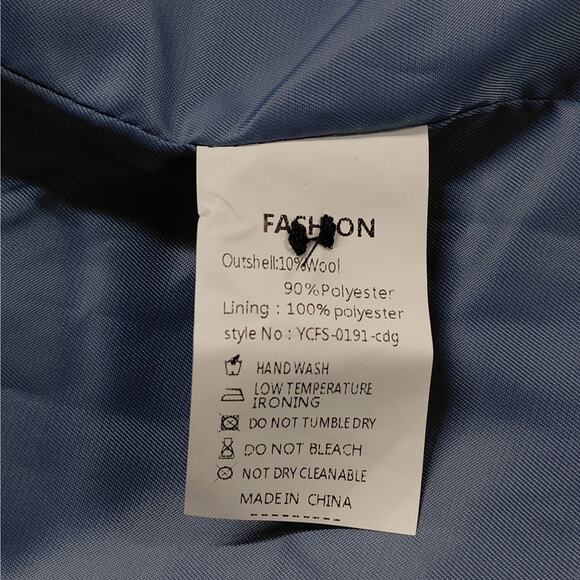 FASHION
Outshell:10%Wool
90%Polyester
Lining : 100% polyester
style No : YCFS-0191-cdg
HAND WASH
LOW TEMPERATURE
IRONING
DO NOT TUMBLE DRY
DO NOT BLEACH
NOT DRY CLEANABLE
MADE IN CHINA